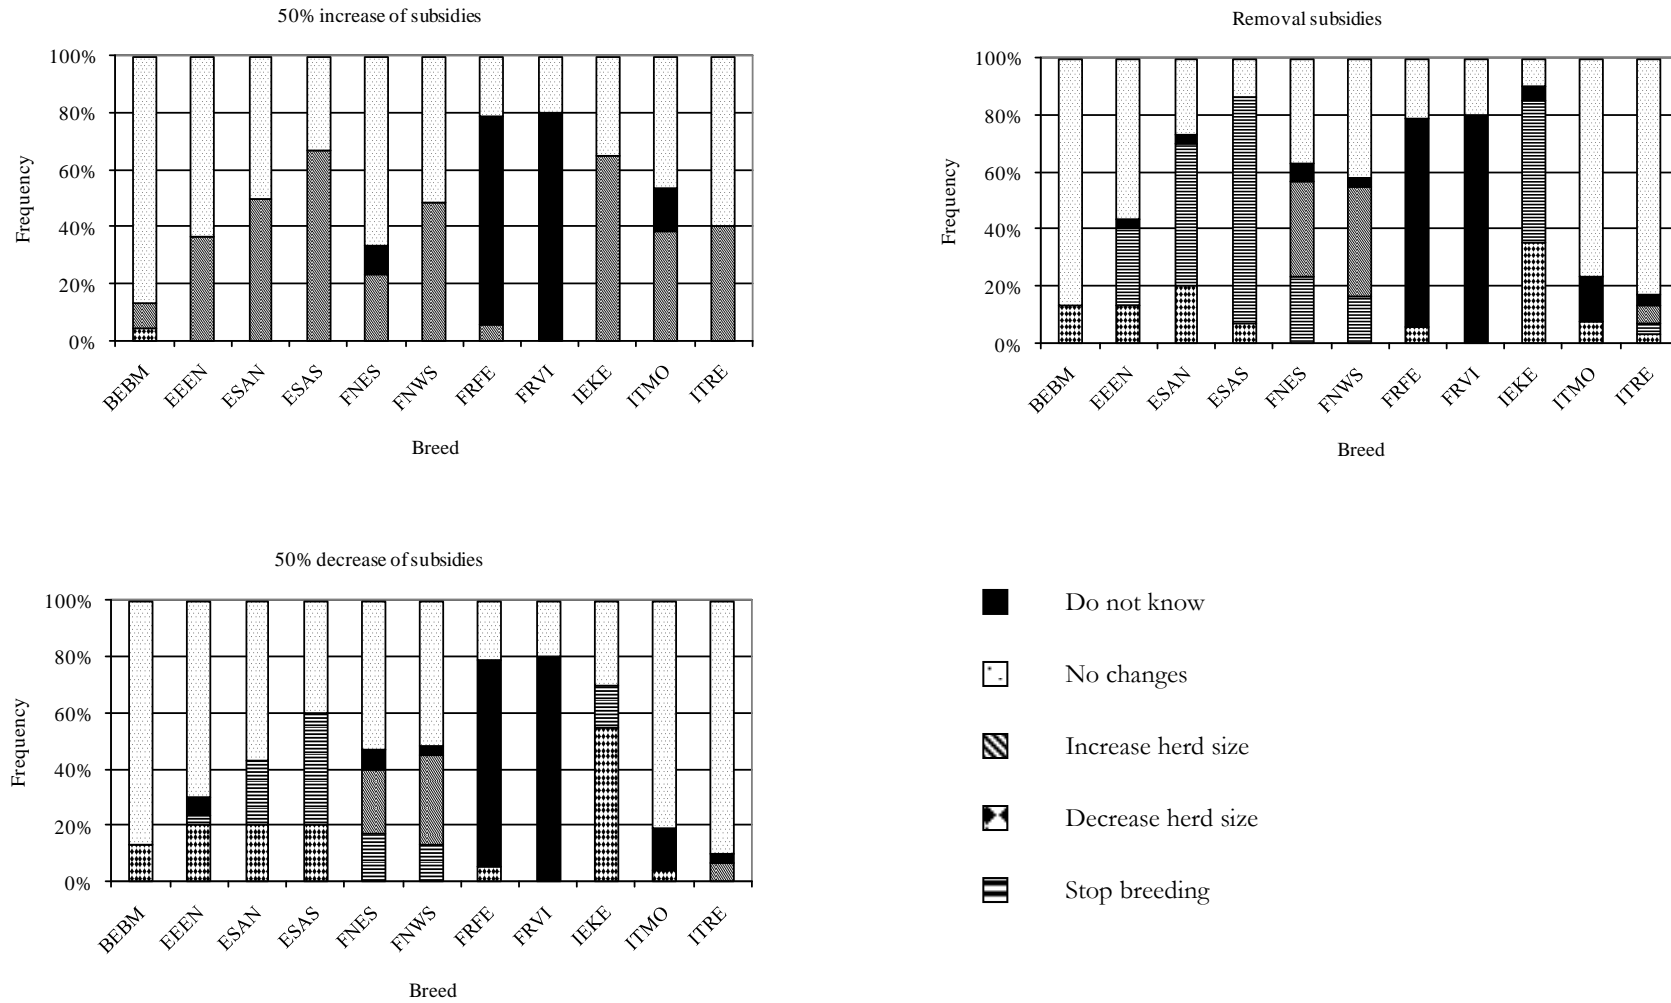 50% increase of subsidies
100%
80%
60%
40%
20%
0%
Frequency
BEBM
EEEN
ESAN
ESAS
FNES
FNWS
FRFE
FRVI
IEKE
ITMO
ITRE
Breed
Removal subsidies
100%
80%
60%
40%
20%
0%
Frequency
BEBM
EEEN
ESAN
ESAS
FNES
FNWS
FRFE
FRVI
IEKE
ITMO
ITRE
Breed
50% decrease of subsidies
100%
80%
60%
40%
20%
0%
Frequency
BEBM
EEEN
ESAN
ESAS
FNES
FNWS
FRFE
FRVI
IEKE
ITMO
ITRE
Breed
Do not know
No changes
Increase herd size
Decrease herd size
Stop breeding